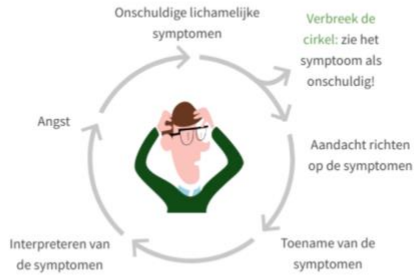 Onschuldige lichamelijke
symptomen
Verbreek de
cirkel: zie het
symptoom als
onschuldig!
Aandacht richten
op de symptomen
Toename van de
symptomen
Interpreteren van
de symptomen
Angst